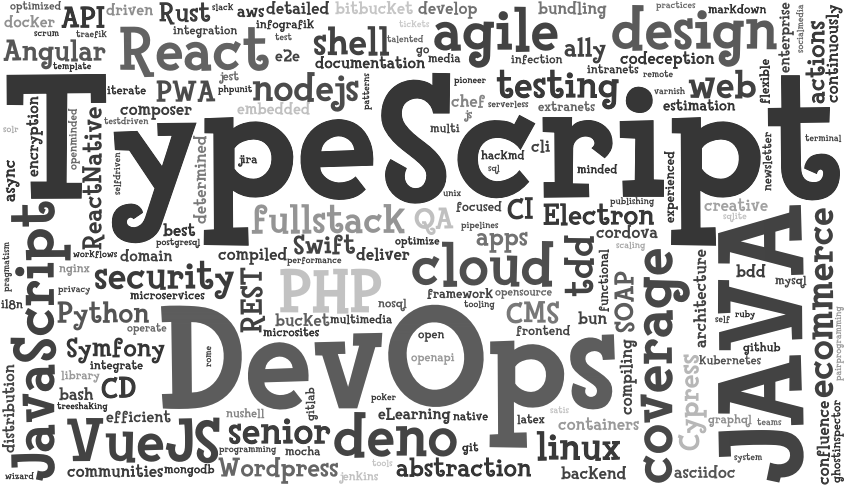 optimized
driven
Rust
slack
aws
detailed
bitbucket
develop
bundling
practices
markdown
enterprise
socialmedia
actions
continuously
docker
API
infografik
scrum
traefik
integration
tickets
talented
agile
design
Angular
React
test
e2e
shell
go
ally
template
documentation
media
infection
codeception
flexible
jest
intranets
remote
iterate
PWA
phpunit
nodejs
patterns
pioneer
testing
varnish
web
composer
embedded
chef
serverless
extranets
estimation
TypeScript
solr
encryption
openminded
testdriven
js
multi
cli
terminal
async
ReactNative
selfdriven
determined
jira
hacKmd
sql
minded
experienced
newsletter
unix
best
fullstack
QA
focused
CI
publishing
Electron
creative
sqlite
postgresql
pipelines
cordova
JavaScript
pragmatism
workflows
domain
compiled
Swift
performance
deliver
optimize
apps
scaling
nginx
security
cloud
tdd
functional
architecture
bdd
mysql
JAVA
ecommerce
privacy
microservices
REST
PHP
nosql
framework
opensource
tooling
SOAP
coverage
i18n
Python
operate
bucket
multimedia
CMS
bun
self
ruby
microsites
frontend
DevOps
open
openapi
Symfony
integrate
rome
compiling
github
Kubernetes
pairprogramming
library
CD
bash
treeshaKing
poker
Cypress
distribution
efficient
nushell
gitlab
eLearning
native
latex
satis
containers
graphql
teams
confluence
ghostinspector
VueJS
senior
deno
programming
mocha
git
linux
system
wizard
communities
mongodb
Wordpress
tools
jenkins
abstraction
backend
asciidoc